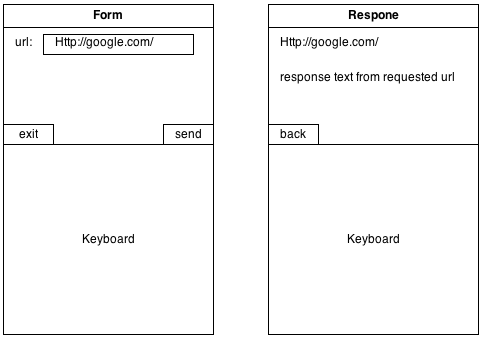 Form
url: Http://google.com/
exit
send
Keyboard
Respone
Http://google.com/
response text from requested url
back
Keyboard